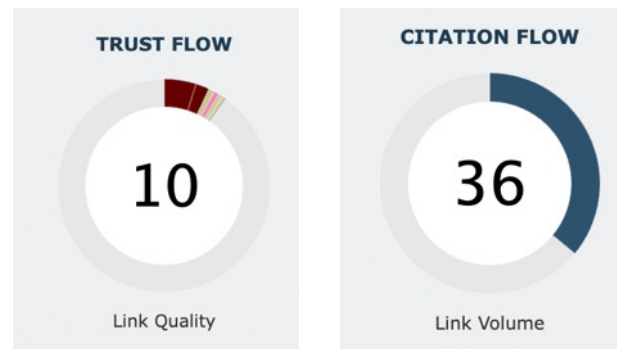 TRUST FLOW
10
Link Quality
CITATION FLOW
36
Link Volume